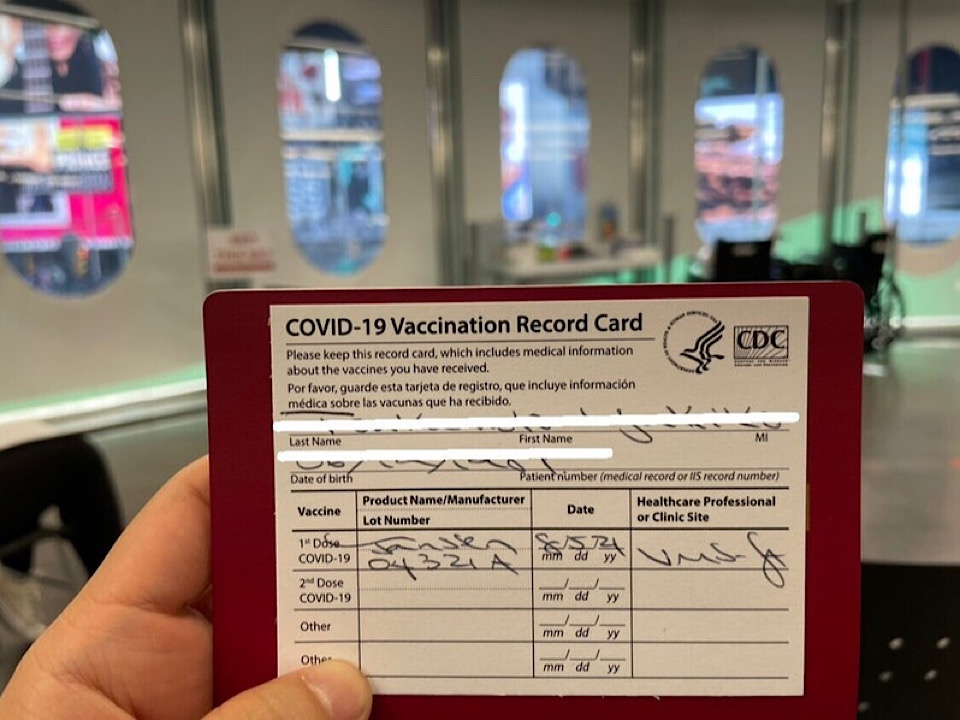 COVID-19 Vaccination Record Card
CDC
Please keep this record card, which includes medical information
about the vaccines you have received.
Por favor, guarde esta tarjeta de registro, que incluye información
médica sobre las vacunas que ha recibido.
Last Name First Name MI
Date of birth Patient number (medical record or IIS record number)
Vaccine Product Name/Manufacturer Date Healthcare Professional
Lot Number or Clinic Site
1st Dose Janssen 8/5/21
COVID-19 04321A mm dd yy
2nd Dose
COVID-19 mm dd yy
Other
mm dd yy
Other
mm dd yy